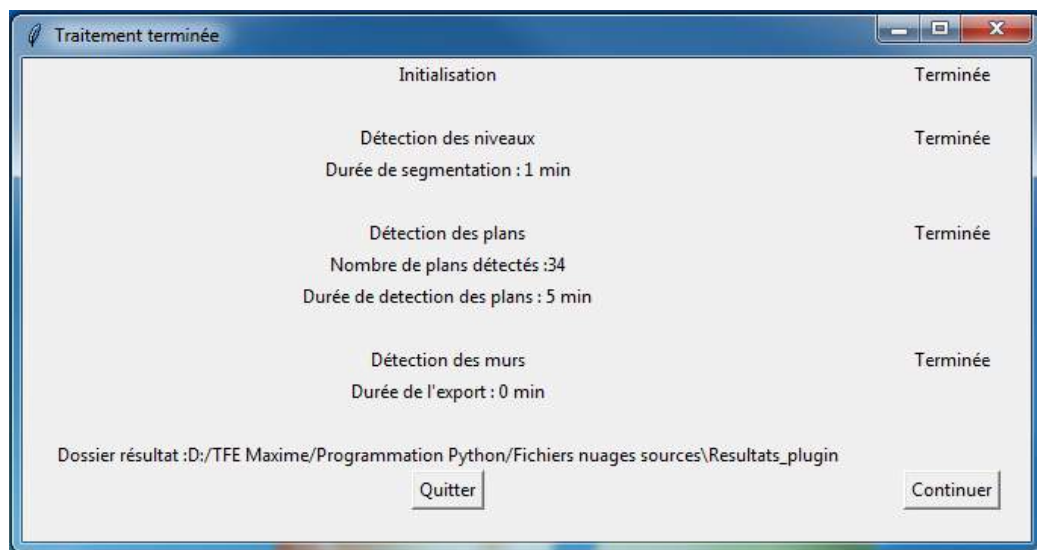 Traitement terminée
Initialisation Terminée
Détection des niveaux Terminée
Durée de segmentation : 1 min
Détection des plans Terminée
Nombre de plans détectés :34
Durée de detection des plans : 5 min
Détection des murs Terminée
Durée de l'export : 0 min
Dossier résultat :D:/TFE Maxime/Programmation Python/Fichiers nuages sources\Resultats_plugin
Quitter Continuer